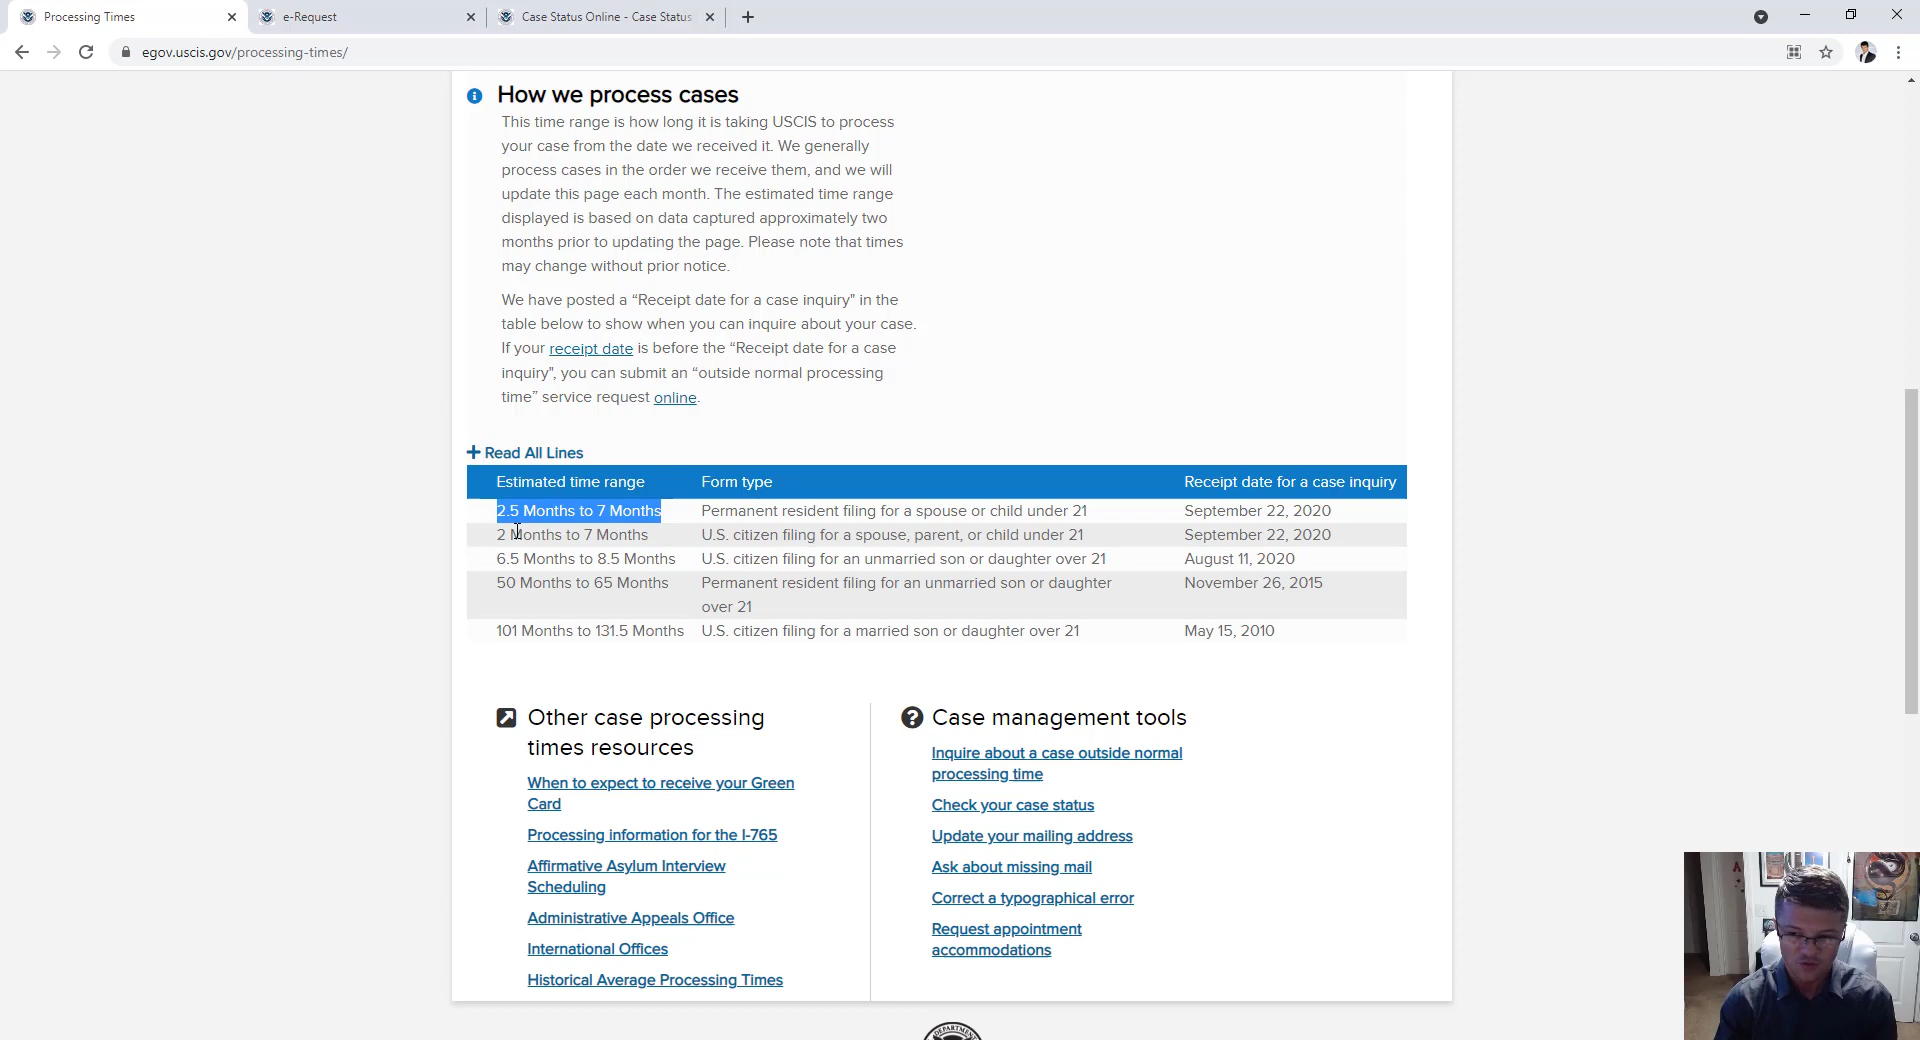 Processing Times
e-Request
Case Status Online - Case Status
egov.uscis.gov/processing-times/
How we process cases
This time range is how long it is taking USCIS to process
your case from the date we received it. We generally
process cases in the order we receive them, and we will
update this page each month. The estimated time range
displayed is based on data captured approximately two
months prior to updating the page. Please note that times
may change without prior notice.
We have posted a “Receipt date for a case inquiry" in the
table below to show when you can inquire about your case.
If your receipt date is before the “Receipt date for a case
inquiry", you can submit an “outside normal processing
time” service request online.
Read All Lines
Estimated time range Form type Receipt date for a case inquiry
2.5 Months to 7 Months Permanent resident filing for a spouse or child under 21 September 22, 2020
2 Months to 7 Months U.S. citizen filing for a spouse, parent, or child under 21 September 22, 2020
6.5 Months to 8.5 Months U.S. citizen filing for an unmarried son or daughter over 21 August 11, 2020
50 Months to 65 Months Permanent resident filing for an unmarried son or daughter November 26, 2015
over 21
101 Months to 131.5 Months U.S. citizen filing for a married son or daughter over 21 May 15, 2010
Other case processing
times resources
When to expect to receive your Green
Card
Processing information for the I-765
Affirmative Asylum Interview
Scheduling
Administrative Appeals Office
International Offices
Historical Average Processing Times
Case management tools
Inquire about a case outside normal
processing time
Check your case status
Update your mailing address
Ask about missing mail
Correct a typographical error
Request appointment
accommodations
DEPARTMENT